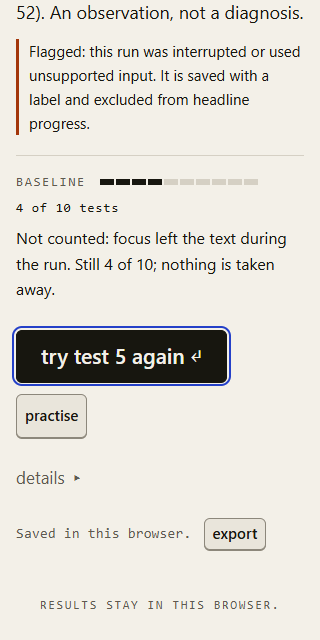 52). An observation, not a diagnosis.
Flagged: this run was interrupted or used
unsupported input. It is saved with a
label and excluded from headline
progress.
BASELINE
4 of 10 tests
Not counted: focus left the text during
the run. Still 4 of 10; nothing is taken
away.
try test 5 again ↵
practise
details ▸
Saved in this browser. export
RESULTS STAY IN THIS BROWSER.